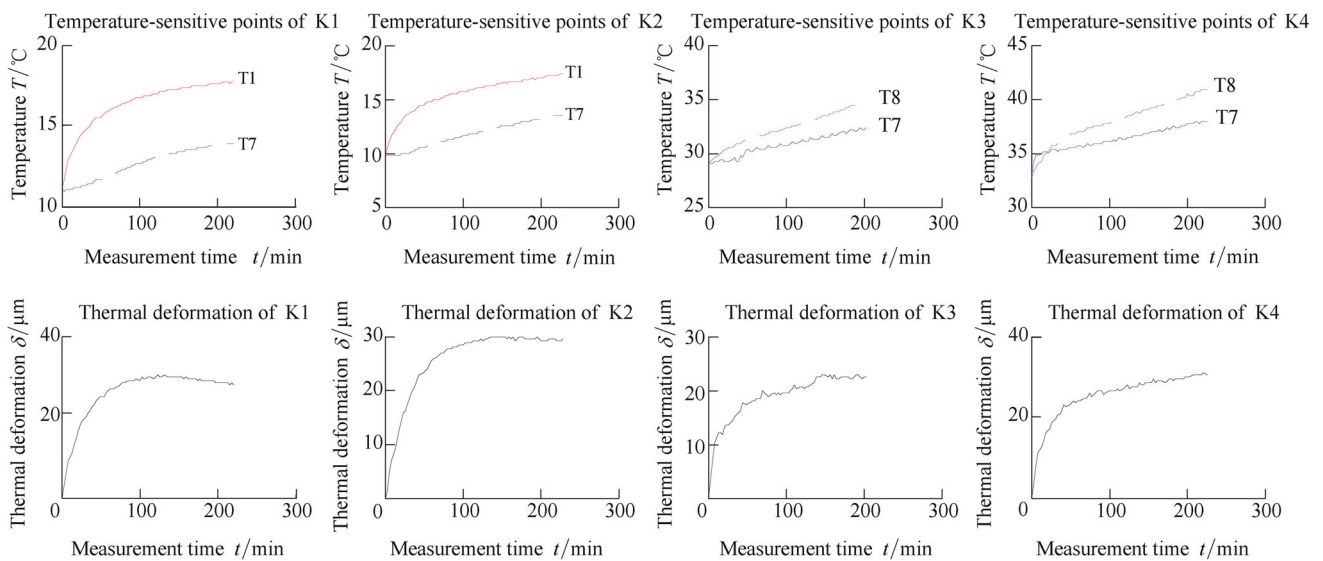 Temperature-sensitive points of K1
Temperature T/℃
20
15
10
T1
T7
0
100
200
300
Measurement time t/min
Temperature-sensitive points of K2
Temperature T/℃
20
15
10
5
T1
T7
0
100
200
300
Measurement time t/min
Temperature-sensitive points of K3
Temperature T/℃
40
35
30
25
T8
T7
0
100
200
300
Measurement time t/min
Temperature-sensitive points of K4
Temperature T/℃
45
40
35
30
T8
T7
0
100
200
300
Measurement time t/min
Thermal deformation of K1
Thermal deformation δ/μm
40
20
0
100
200
300
Measurement time t/min
Thermal deformation of K2
Thermal deformation δ/μm
30
20
10
0
100
200
300
Measurement time t/min
Thermal deformation of K3
Thermal deformation δ/μm
30
20
10
0
100
200
300
Measurement time t/min
Thermal deformation of K4
Thermal deformation δ/μm
40
20
0
100
200
300
Measurement time t/min